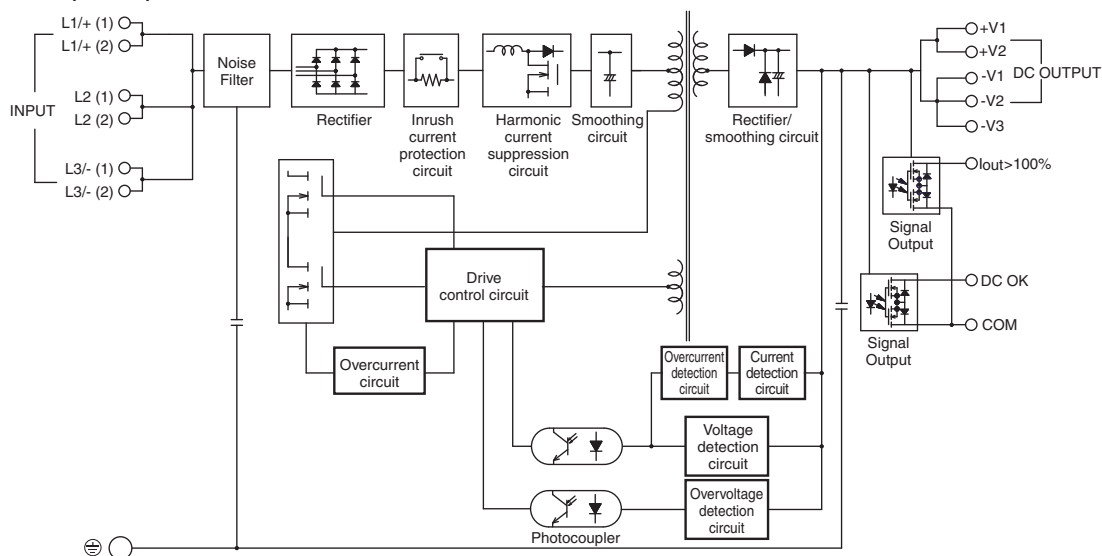 L1/+ (1)
L1/+ (2)
INPUT
L2 (1)
L2 (2)
L3/- (1)
L3/- (2)
Noise
Filter
Rectifier
Inrush
current
protection
circuit
Harmonic
current
suppression
circuit
Smoothing
circuit
Rectifier/
smoothing circuit
+V1
+V2
-V1
DC OUTPUT
-V2
-V3
Iout>100%
Signal
Output
DC OK
COM
Signal
Output
Drive
control circuit
Overcurrent
circuit
Overcurrent
detection
circuit
Current
detection
circuit
Voltage
detection
circuit
Overvoltage
detection
circuit
Photocoupler